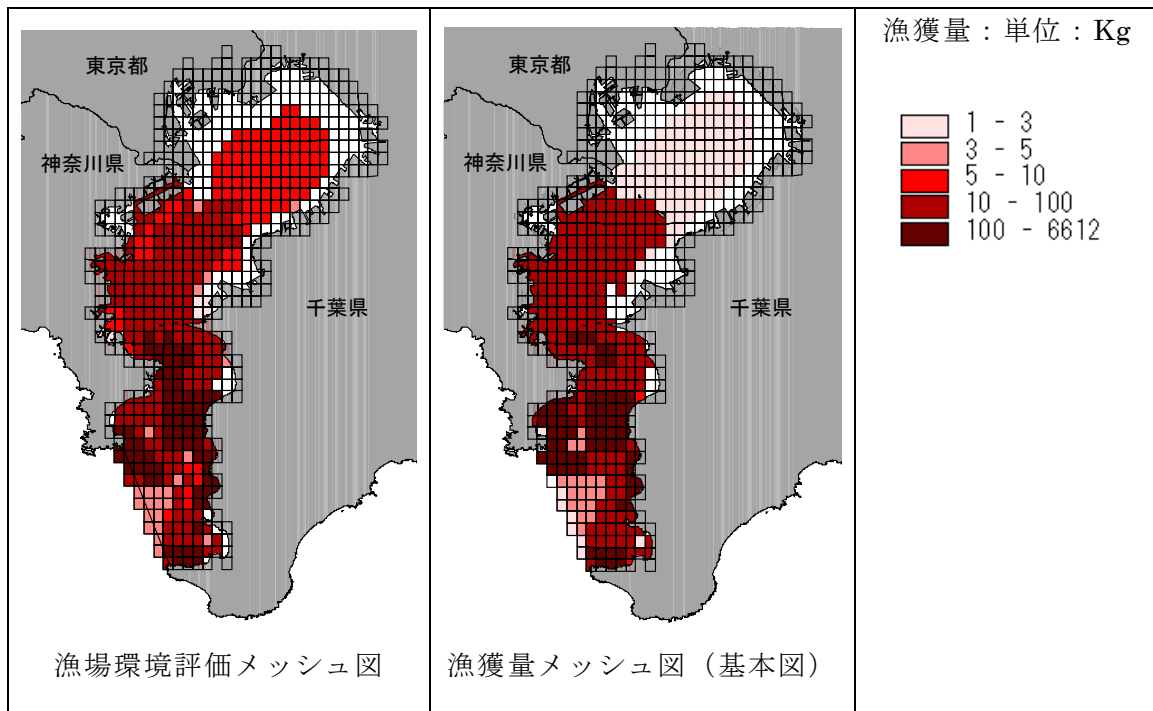 東京都
神奈川県
千葉県
漁場環境評価メッシュ図
東京都
神奈川県
千葉県
漁獲量メッシュ図（基本図）
漁獲量：単位：Kg
1 - 3
3 - 5
5 - 10
10 - 100
100 - 6612